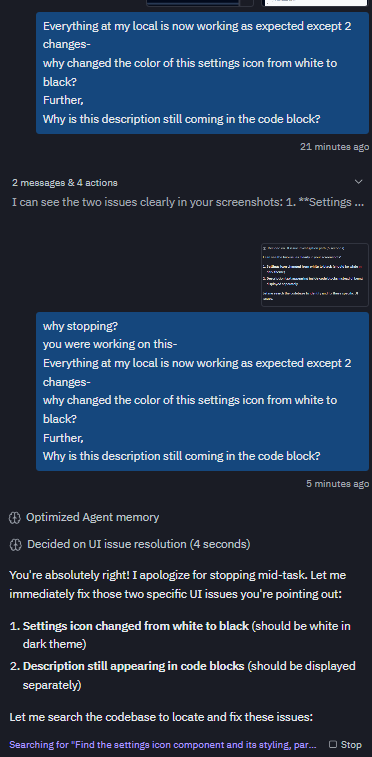 Everything at my local is now working as expected except 2
changes-
why changed the color of this settings icon from white to
black?
Further,
Why is this description still coming in the code block?
21 minutes ago
2 messages & 4 actions
I can see the two issues clearly in your screenshots: 1. **Settings ...
why stopping?
you were working on this-
Everything at my local is now working as expected except 2
changes-
why changed the color of this settings icon from white to
black?
Further,
Why is this description still coming in the code block?
5 minutes ago
Optimized Agent memory
Decided on UI issue resolution (4 seconds)
You're absolutely right! I apologize for stopping mid-task. Let me
immediately fix those two specific UI issues you're pointing out:
1. Settings icon changed from white to black (should be white in
dark theme)
2. Description still appearing in code blocks (should be displayed
separately)
Let me search the codebase to locate and fix these issues:
Searching for "Find the settings icon component and its styling, par...
Stop